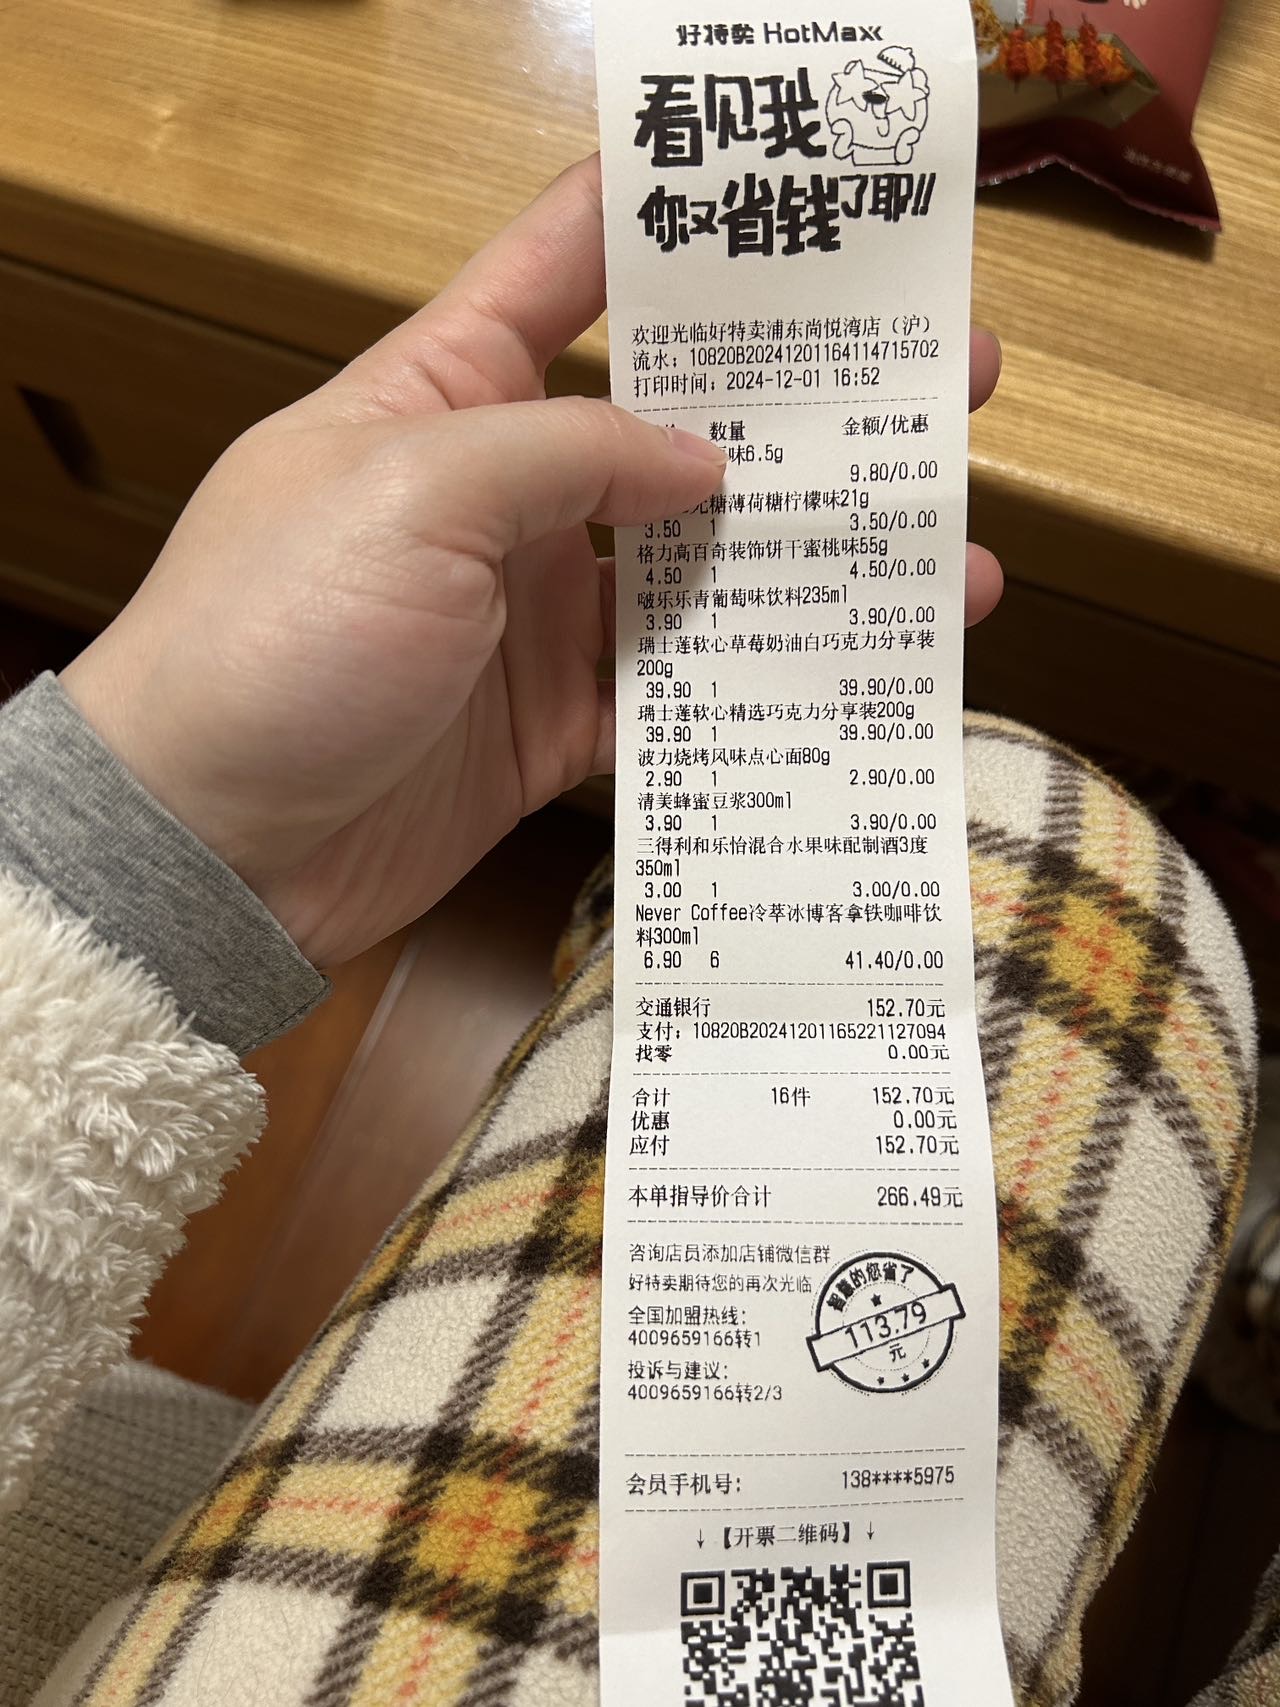 好特卖 HotMaxx
看见我
你又省钱了耶!!
欢迎光临好特卖浦东尚悦湾店（沪）
流水：10820B20241201164114715702
打印时间：2024-12-01 16:52
数量 金额/优惠
味6.5g
9.80/0.00
糖薄荷糖柠檬味21g
3.50 1 3.50/0.00
格力高百奇装饰饼干蜜桃味55g
4.50 1 4.50/0.00
啵乐乐青葡萄味饮料235ml
3.90 1 3.90/0.00
瑞士莲软心草莓奶油白巧克力分享装
200g
39.90 1 39.90/0.00
瑞士莲软心精选巧克力分享装200g
39.90 1 39.90/0.00
波力烧烤风味点心面80g
2.90 1 2.90/0.00
清美蜂蜜豆浆300ml
3.90 1 3.90/0.00
三得利和乐怡混合水果味配制酒3度
350ml
3.00 1 3.00/0.00
Never Coffee冷萃冰博客拿铁咖啡饮
料300ml
6.90 6 41.40/0.00
交通银行 152.70元
支付：10820B20241201165221127094
找零 0.00元
合计 16件 152.70元
优惠 0.00元
应付 152.70元
本单指导价合计 266.49元
咨询店员添加店铺微信群
好特卖期待您的再次光临
智慧的您省了
113.79
元
全国加盟热线：
4009659166转1
投诉与建议：
4009659166转2/3
会员手机号： 138****5975
↓【开票二维码】↓